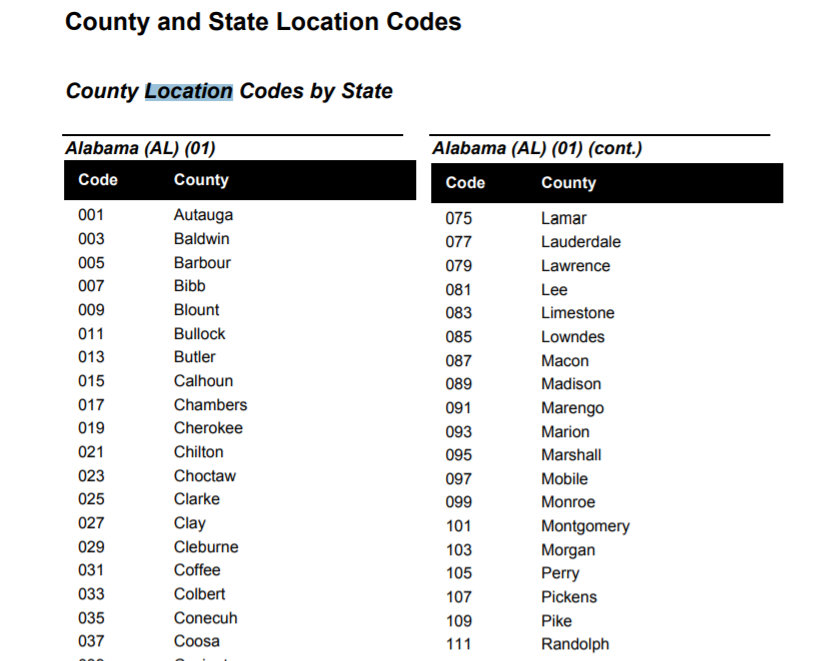 County and State Location Codes
County Location Codes by State
Alabama (AL) (01)
Code County
001 Autauga
003 Baldwin
005 Barbour
007 Bibb
009 Blount
011 Bullock
013 Butler
015 Calhoun
017 Chambers
019 Cherokee
021 Chilton
023 Choctaw
025 Clarke
027 Clay
029 Cleburne
031 Coffee
033 Colbert
035 Conecuh
037 Coosa
Alabama (AL) (01) (cont.)
Code County
075 Lamar
077 Lauderdale
079 Lawrence
081 Lee
083 Limestone
085 Lowndes
087 Macon
089 Madison
091 Marengo
093 Marion
095 Marshall
097 Mobile
099 Monroe
101 Montgomery
103 Morgan
105 Perry
107 Pickens
109 Pike
111 Randolph